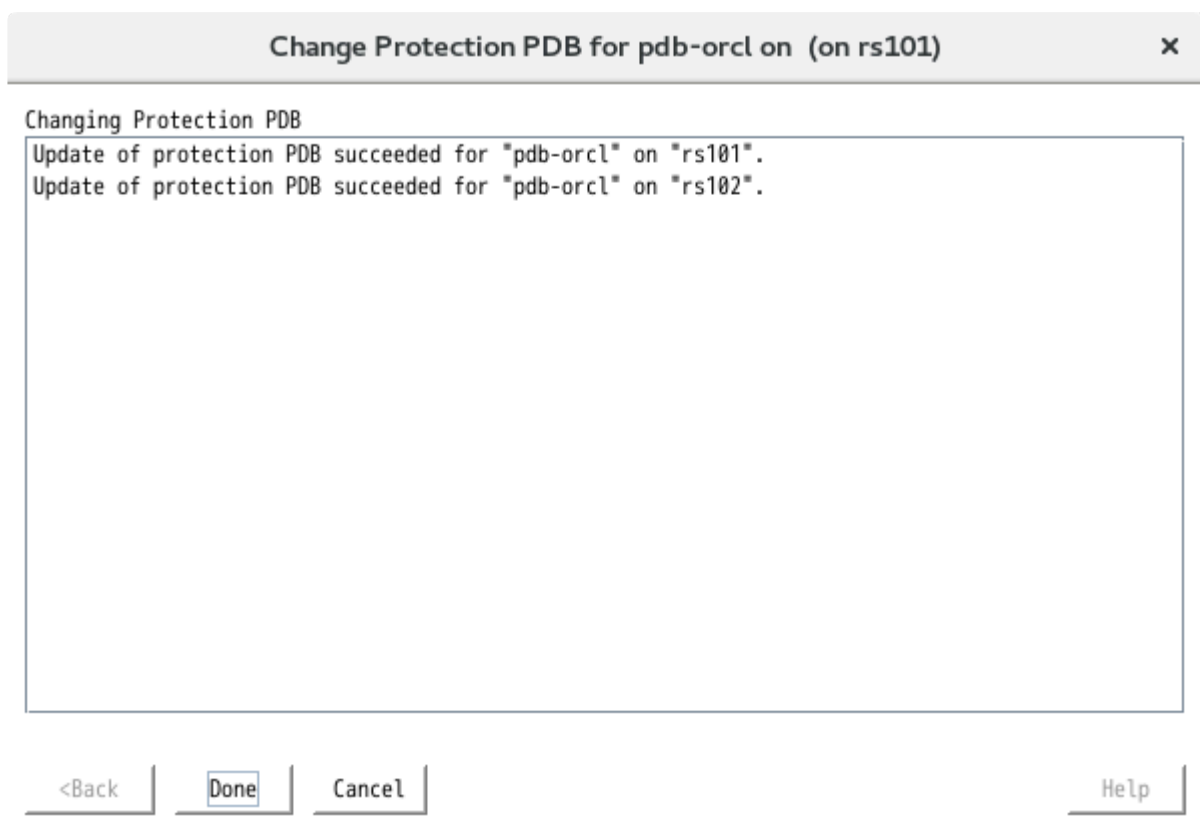 Change Protection PDB for pdb-orcl on (on rs101)
×
Changing Protection PDB
Update of protection PDB succeeded for "pdb-orcl" on "rs101".
Update of protection PDB succeeded for "pdb-orcl" on "rs102".
<Back Done Cancel Help